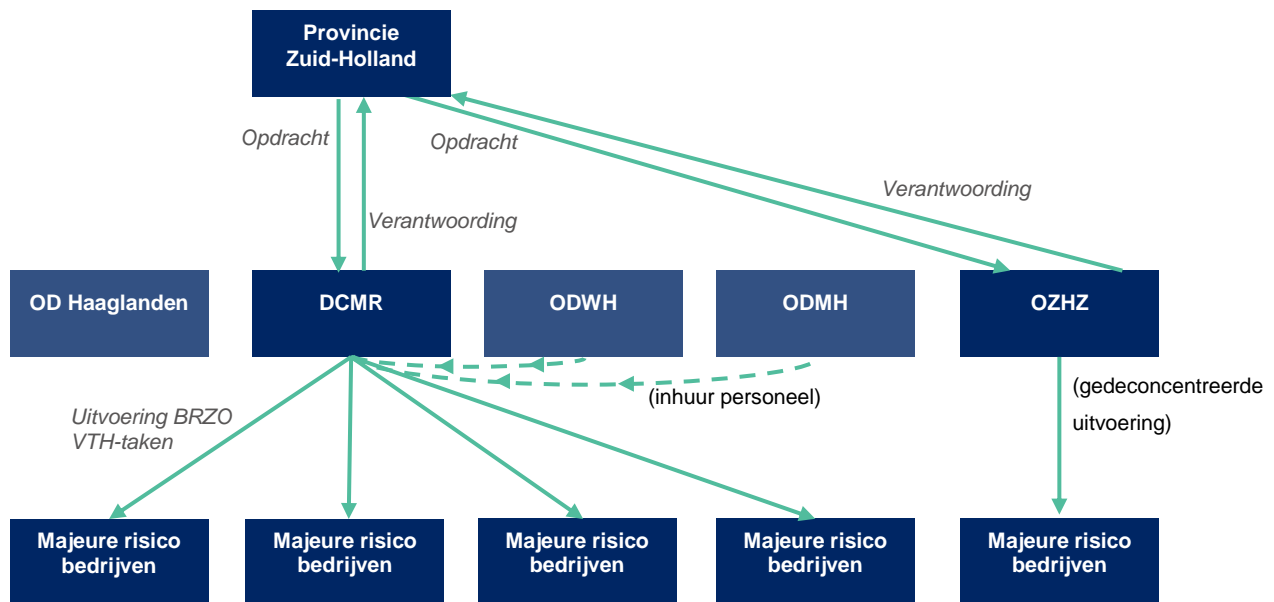 Provincie
Zuid-Holland
Opdracht
Opdracht
Verantwoording
Verantwoording
OD Haaglanden
DCMR
ODWH
ODMH
OZHZ
(inhuur personeel)
(gedeconcentreerde
uitvoering)
Uitvoering BRZO
VTH-taken
Majeure risico
bedrijven
Majeure risico
bedrijven
Majeure risico
bedrijven
Majeure risico
bedrijven
Majeure risico
bedrijven